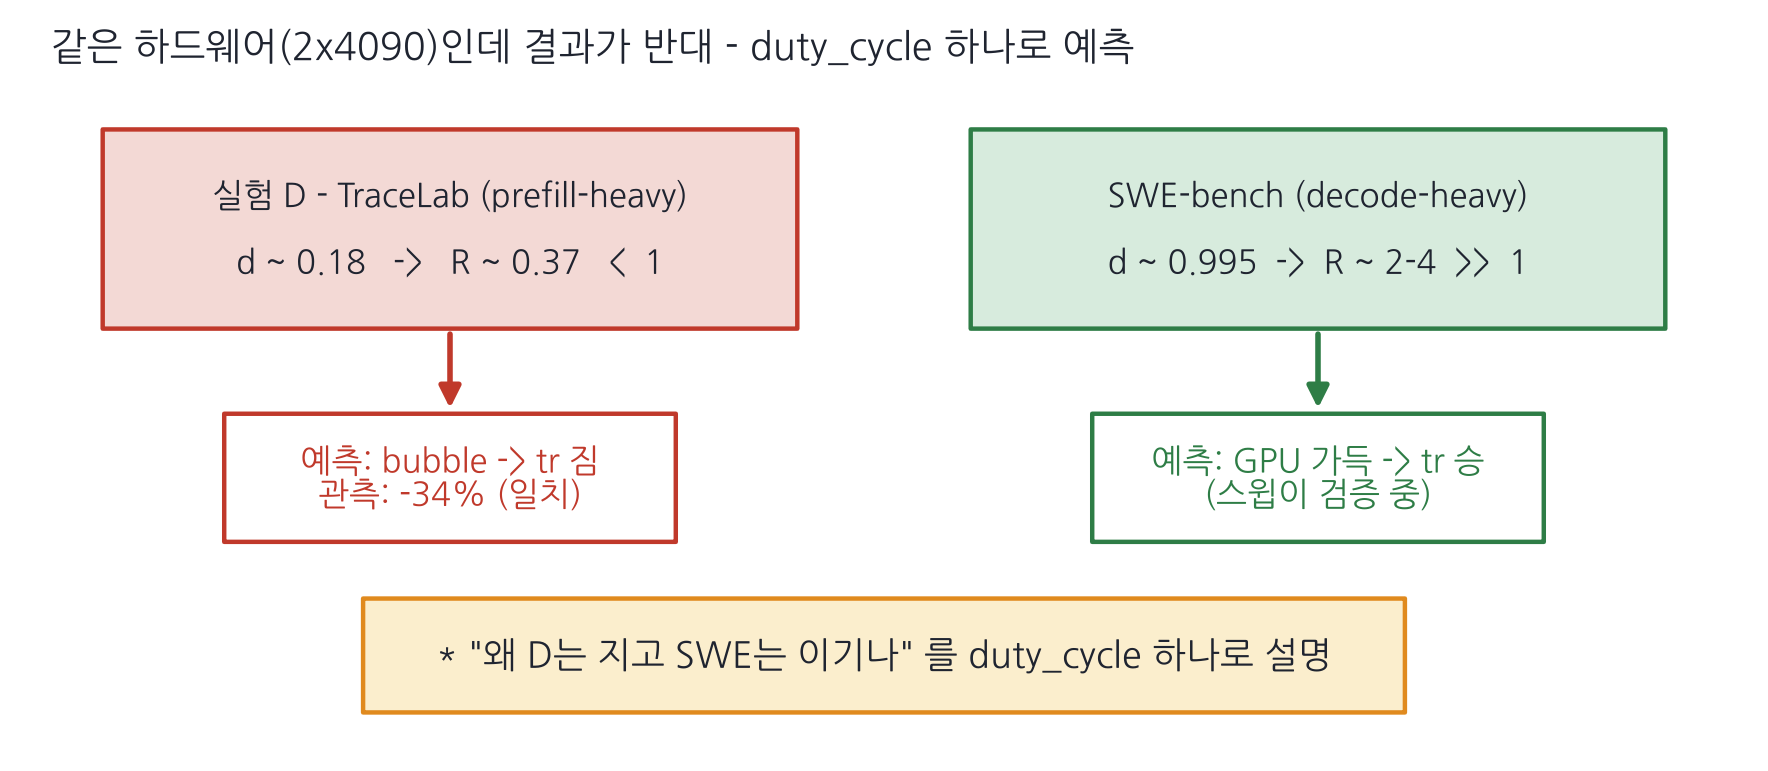 같은 하드웨어(2x4090)인데 결과가 반대 - duty_cycle 하나로 예측
실험 D - TraceLab (prefill-heavy)
d ~ 0.18 -> R ~ 0.37 < 1
SWE-bench (decode-heavy)
d ~ 0.995 -> R ~ 2-4 >> 1
예측: bubble -> tr 짐
관측: -34% (일치)
예측: GPU 가득 -> tr 승
(스윕이 검증 중)
* "왜 D는 지고 SWE는 이기나" 를 duty_cycle 하나로 설명